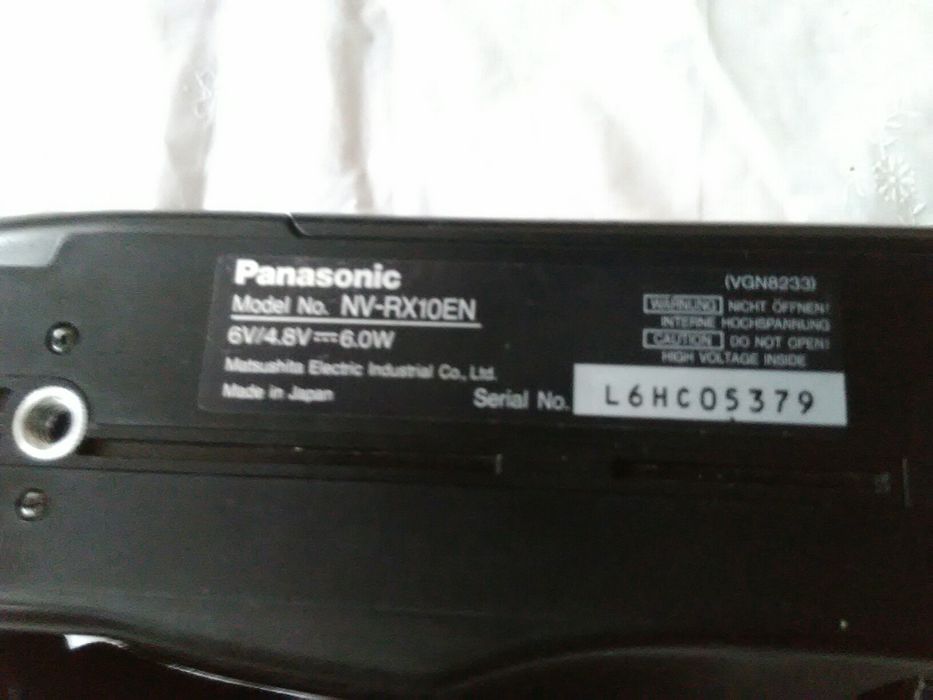 Panasonic
Model No. NV-RX10EN
6V/4.8V⎓6.0W
Matsushita Electric Industrial Co., Ltd.
Made in Japan
(VGN8233)
WARNUNG NICHT ÖFFNEN!
INTERNE HOCHSPANNUNG
CAUTION DO NOT OPEN!
HIGH VOLTAGE INSIDE
Serial No. L6HC05379